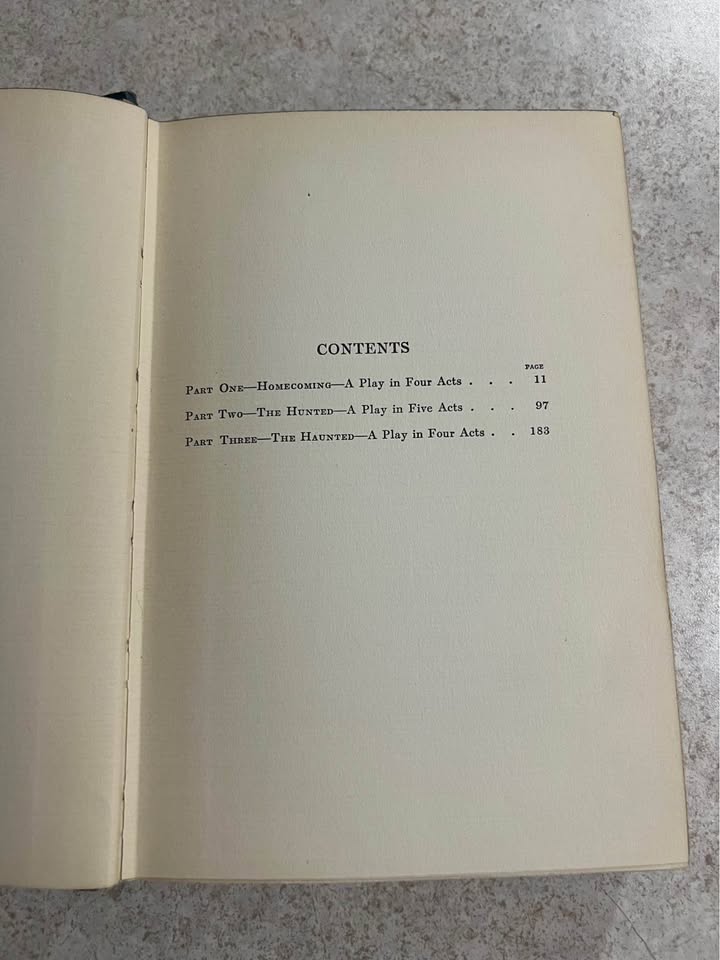 CONTENTS
PAGE
Part One—Homecoming—A Play in Four Acts . . . 11
Part Two—The Hunted—A Play in Five Acts . . . 97
Part Three—The Haunted—A Play in Four Acts . . 183